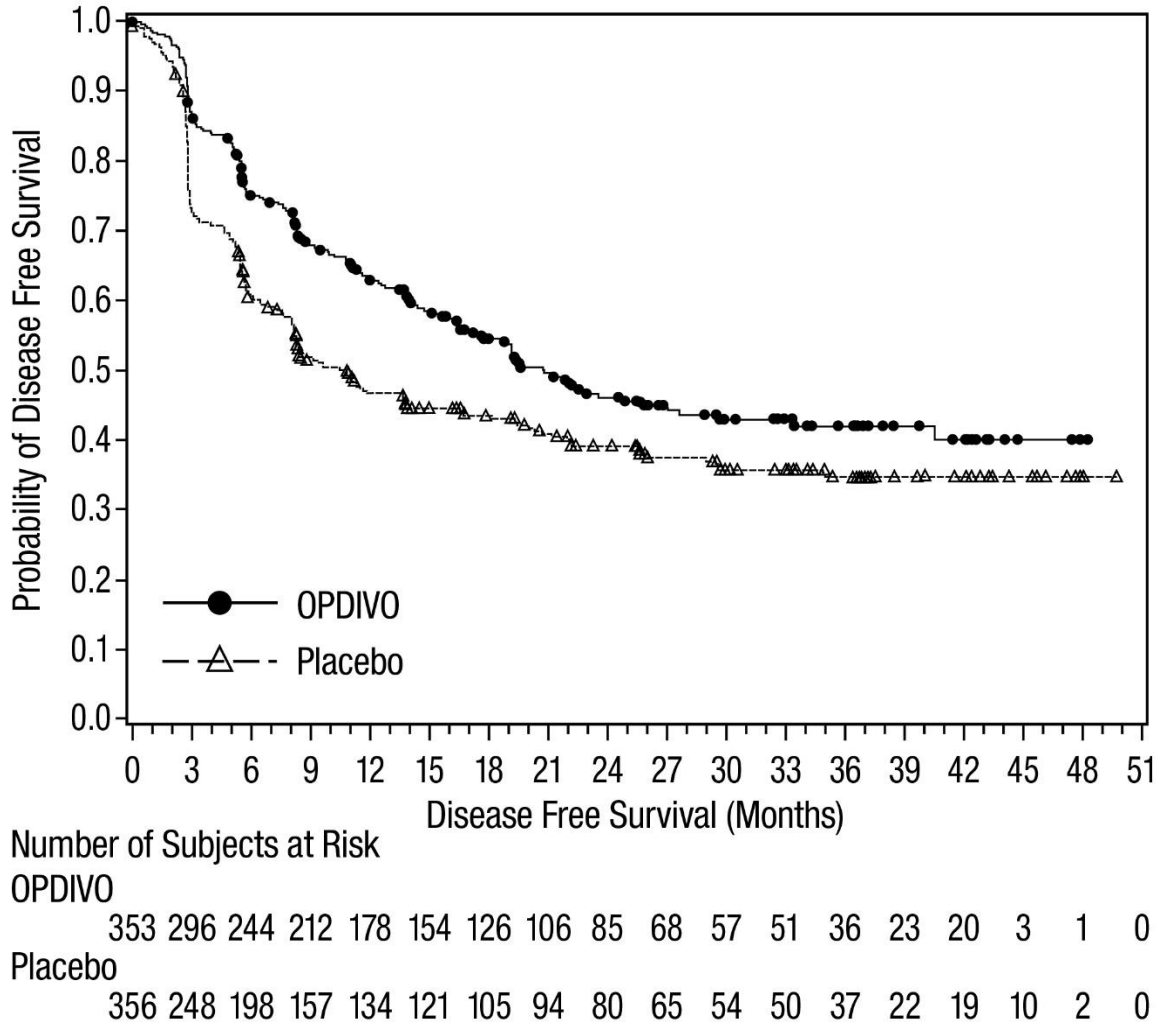 Probability of Disease Free Survival
1.0
0.9
0.8
0.7
0.6
0.5
0.4
0.3
0.2
0.1
0.0
OPDIVO
Placebo
0 3 6 9 12 15 18 21 24 27 30 33 36 39 42 45 48 51
Disease Free Survival (Months)
Number of Subjects at Risk
OPDIVO
353 296 244 212 178 154 126 106 85 68 57 51 36 23 20 3 1 0
Placebo
356 248 198 157 134 121 105 94 80 65 54 50 37 22 19 10 2 0